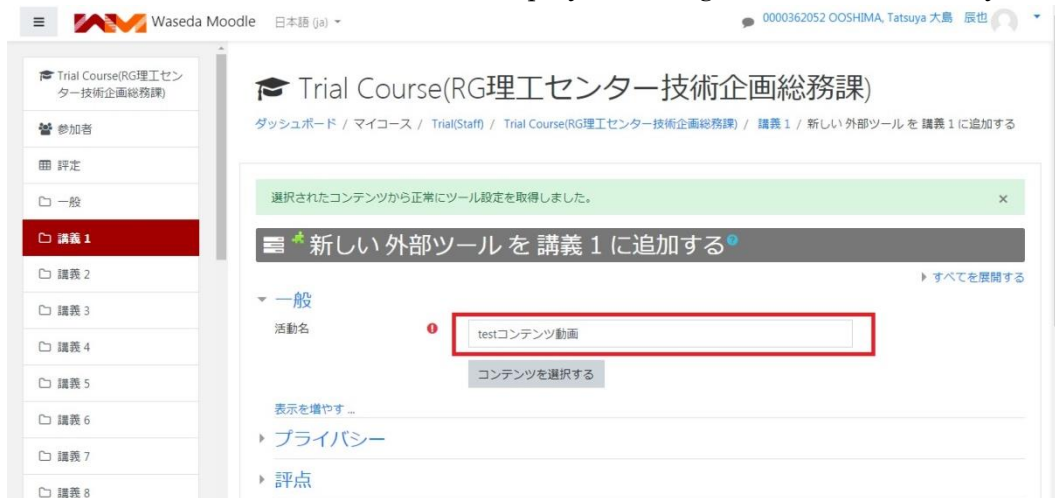 Waseda Moodle 日本語 (ja)
0000362052 OOSHIMA, Tatsuya 大島 辰也
Trial Course(RG理工センター技術企画総務課)
参加者
評定
一般
講義 1
講義 2
講義 3
講義 4
講義 5
講義 6
講義 7
講義 8
Trial Course(RG理工センター技術企画総務課)
ダッシュボード / マイコース / Trial(Staff) / Trial Course(RG理工センター技術企画総務課) / 講義 1 / 新しい 外部ツール を 講義 1 に追加する
選択されたコンテンツから正常にツール設定を取得しました。 ×
新しい 外部ツール を 講義 1 に追加する
すべてを展開する
一般
活動名
testコンテンツ動画
コンテンツを選択する
表示を増やす ...
プライバシー
評点